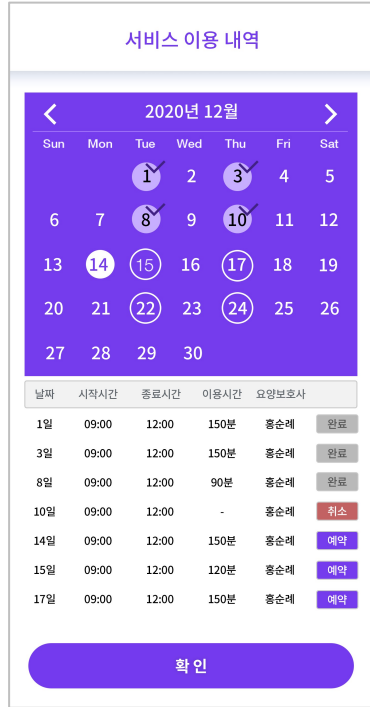 서비스 이용 내역
2020년 12월
Sun Mon Tue Wed Thu Fri Sat
1 2 3 4 5
6 7 8 9 10 11 12
13 14 15 16 17 18 19
20 21 22 23 24 25 26
27 28 29 30
날짜 시작시간 종료시간 이용시간 요양보호사
1일 09:00 12:00 150분 홍순례 완료
3일 09:00 12:00 150분 홍순례 완료
8일 09:00 12:00 90분 홍순례 완료
10일 09:00 12:00 - 홍순례 취소
14일 09:00 12:00 150분 홍순례 예약
15일 09:00 12:00 120분 홍순례 예약
17일 09:00 12:00 150분 홍순례 예약
확 인